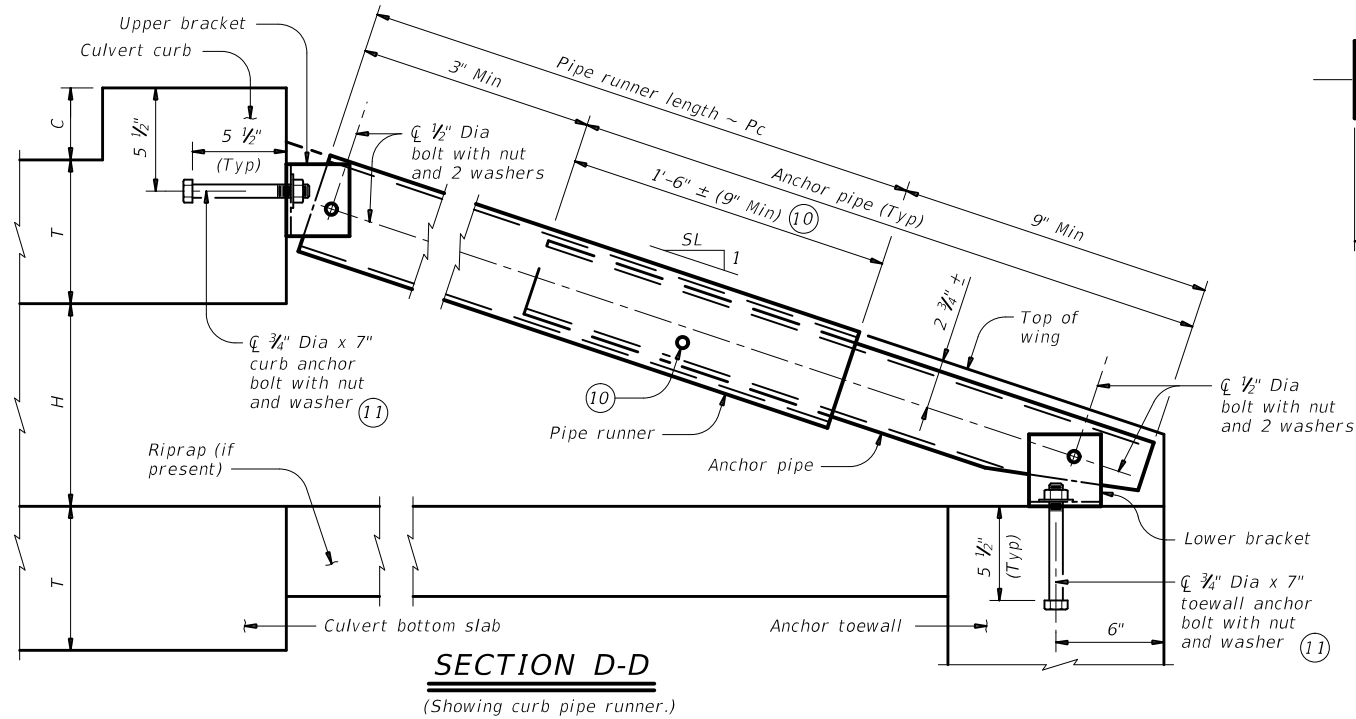 Upper bracket
Culvert curb
C
5 ½"
5 ½"
(Typ)
T
H
T
3" Min
Pipe runner length ~ Pc
℄ ½" Dia
bolt with nut
and 2 washers
1'-6" ± (9" Min) 10
Anchor pipe (Typ)
9" Min
SL
1
2 ¾" ±
Top of
wing
℄ ¾" Dia x 7"
curb anchor
bolt with nut
and washer 11
10
Pipe runner
Anchor pipe
℄ ½" Dia
bolt with nut
and 2 washers
Riprap (if
present)
5 ½"
(Typ)
Lower bracket
℄ ¾" Dia x 7"
toewall anchor
bolt with nut
and washer 11
6"
Culvert bottom slab
Anchor toewall
SECTION D-D
(Showing curb pipe runner.)